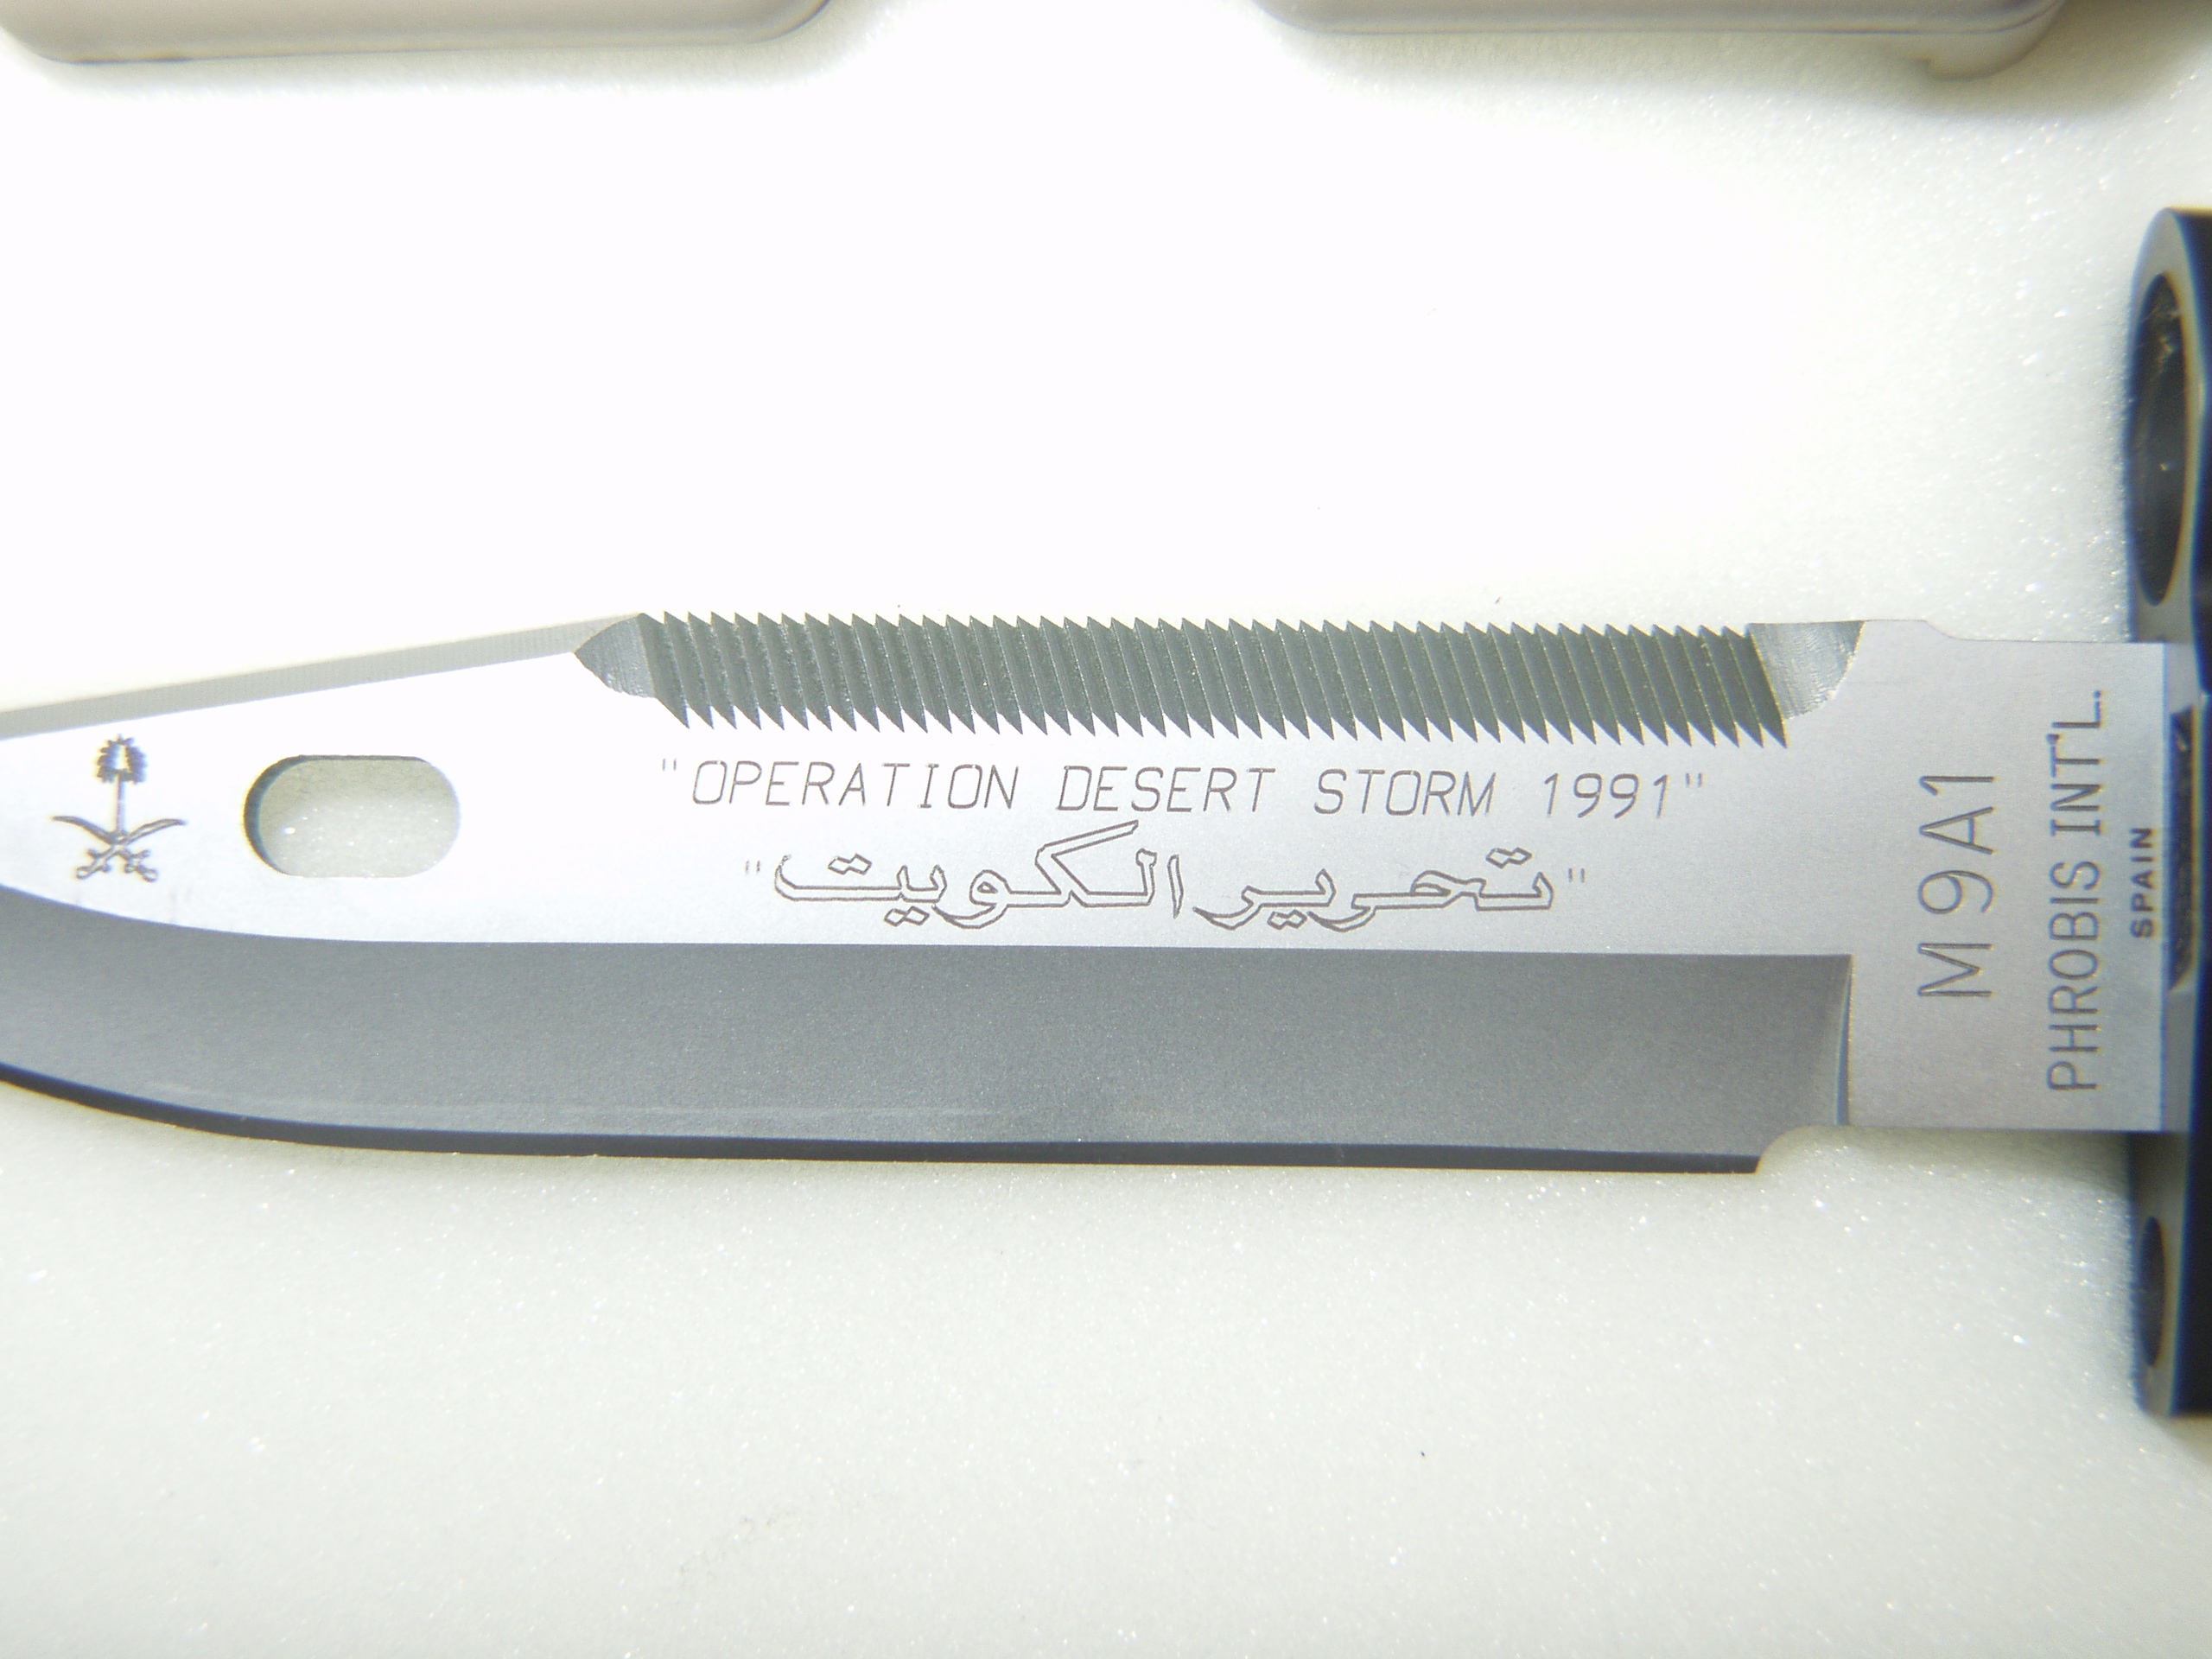 "OPERATION DESERT STORM 1991"
"تحرير الكويت"
M9A1
PHROBIS INT'L.
SPAIN